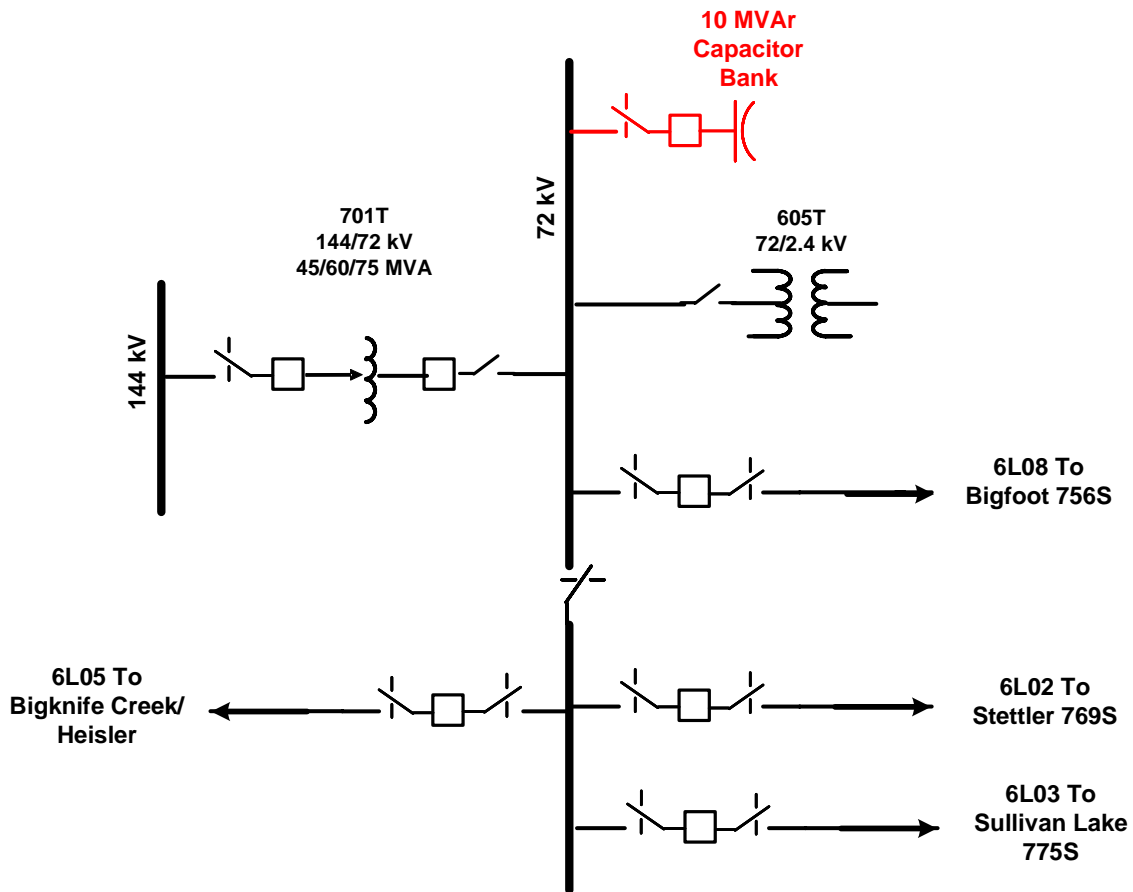 10 MVAr
Capacitor
Bank
72 kV
701T
144/72 kV
45/60/75 MVA
605T
72/2.4 kV
144 kV
6L08 To
Bigfoot 756S
6L05 To
Bigknife Creek/
Heisler
6L02 To
Stettler 769S
6L03 To
Sullivan Lake
775S